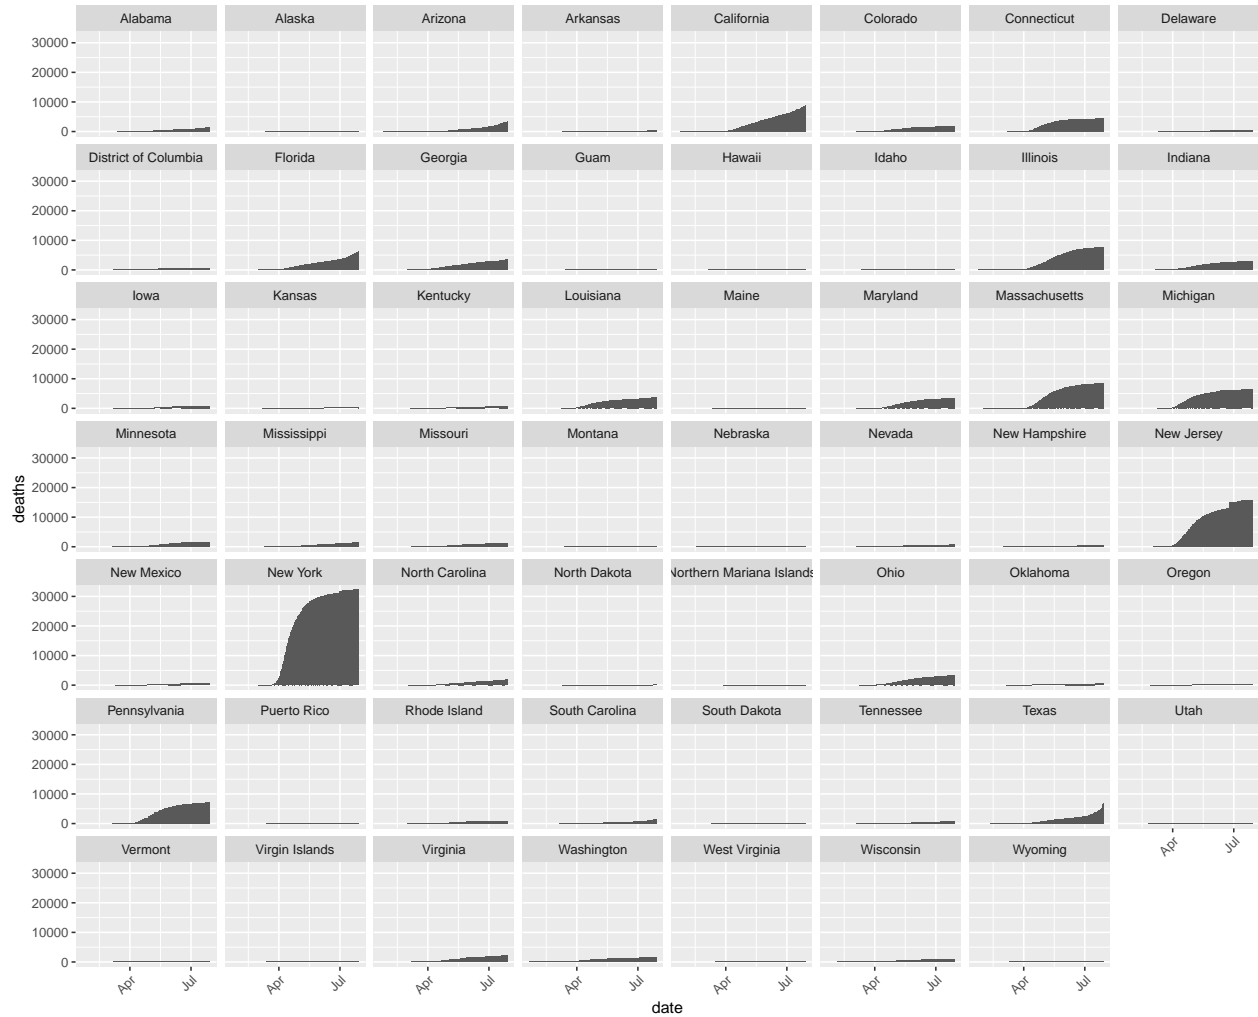 Alabama Alaska Arizona Arkansas California Colorado Connecticut Delaware
30000
20000
10000
0
District of Columbia Florida Georgia Guam Hawaii Idaho Illinois Indiana
30000
20000
10000
0
Iowa Kansas Kentucky Louisiana Maine Maryland Massachusetts Michigan
30000
20000
10000
0
Minnesota Mississippi Missouri Montana Nebraska Nevada New Hampshire New Jersey
30000
20000
10000
0
deaths
New Mexico New York North Carolina North Dakota Northern Mariana Islands Ohio Oklahoma Oregon
30000
20000
10000
0
Pennsylvania Puerto Rico Rhode Island South Carolina South Dakota Tennessee Texas Utah
30000
20000
10000
0
Apr Jul
Vermont Virgin Islands Virginia Washington West Virginia Wisconsin Wyoming
30000
20000
10000
0
Apr Jul Apr Jul Apr Jul Apr Jul Apr Jul Apr Jul Apr Jul
date